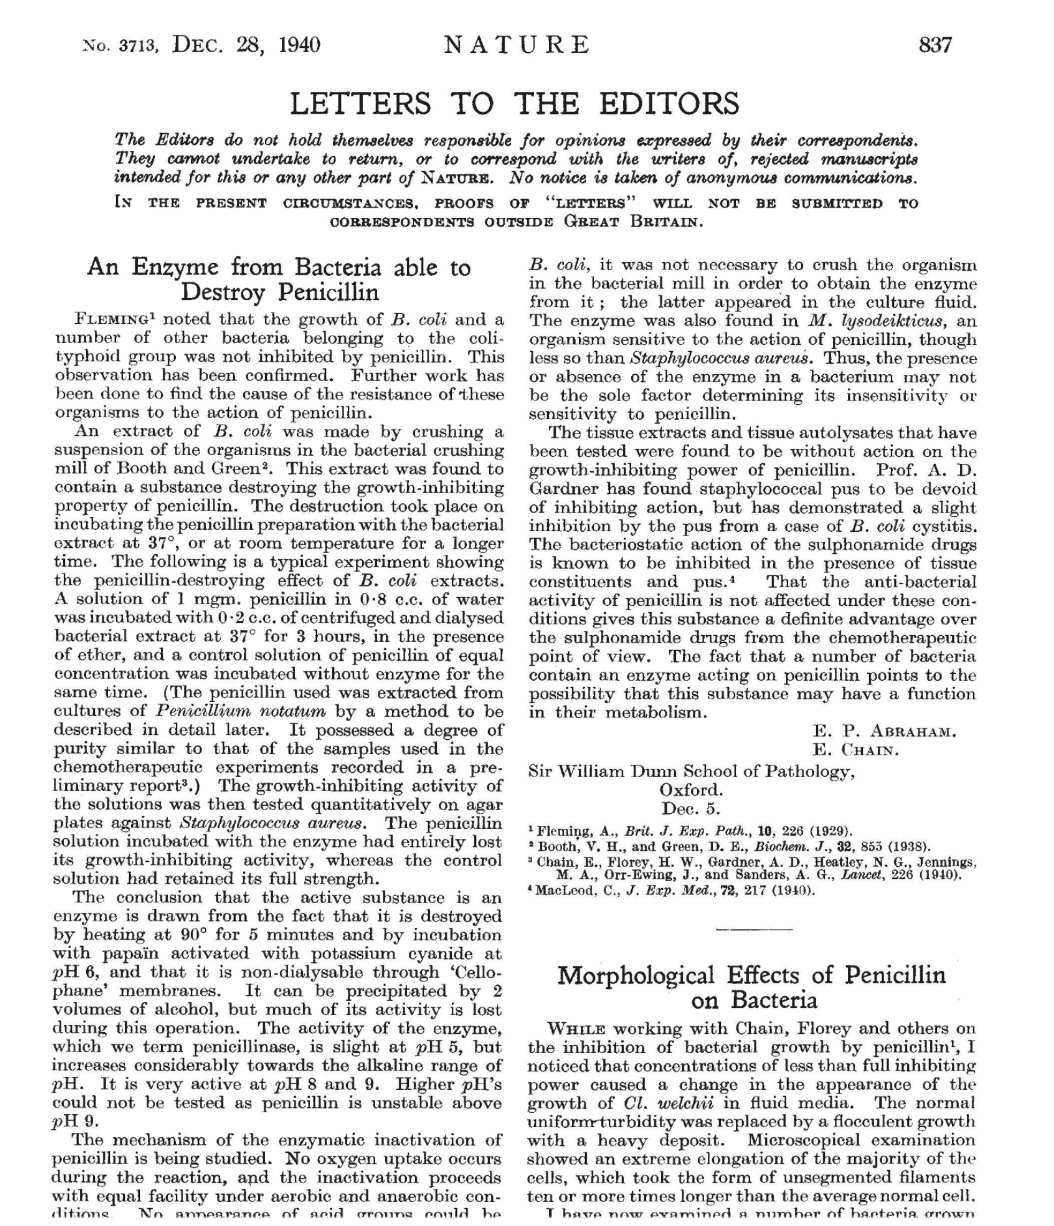 No. 3713, DEC. 28, 1940 NATURE 837
LETTERS TO THE EDITORS
The Editors do not hold themselves responsible for opinions expressed by their correspondents.
They cannot undertake to return, or to correspond with the writers of, rejected manuscripts
intended for this or any other part of NATURE. No notice is taken of anonymous communications.
IN THE PRESENT CIRCUMSTANCES, PROOFS OF "LETTERS" WILL NOT BE SUBMITTED TO
CORRESPONDENTS OUTSIDE GREAT BRITAIN.
An Enzyme from Bacteria able to
Destroy Penicillin
FLEMING¹ noted that the growth of B. coli and a
number of other bacteria belonging to the coli-
typhoid group was not inhibited by penicillin. This
observation has been confirmed. Further work has
been done to find the cause of the resistance of these
organisms to the action of penicillin.
An extract of B. coli was made by crushing a
suspension of the organisms in the bacterial crushing
mill of Booth and Green². This extract was found to
contain a substance destroying the growth-inhibiting
property of penicillin. The destruction took place on
incubating the penicillin preparation with the bacterial
extract at 37°, or at room temperature for a longer
time. The following is a typical experiment showing
the penicillin-destroying effect of B. coli extracts.
A solution of 1 mgm. penicillin in 0·8 c.c. of water
was incubated with 0·2 c.c. of centrifuged and dialysed
bacterial extract at 37° for 3 hours, in the presence
of ether, and a control solution of penicillin of equal
concentration was incubated without enzyme for the
same time. (The penicillin used was extracted from
cultures of Penicillium notatum by a method to be
described in detail later. It possessed a degree of
purity similar to that of the samples used in the
chemotherapeutic experiments recorded in a pre-
liminary report³.) The growth-inhibiting activity of
the solutions was then tested quantitatively on agar
plates against Staphylococcus aureus. The penicillin
solution incubated with the enzyme had entirely lost
its growth-inhibiting activity, whereas the control
solution had retained its full strength.
The conclusion that the active substance is an
enzyme is drawn from the fact that it is destroyed
by heating at 90° for 5 minutes and by incubation
with papaïn activated with potassium cyanide at
pH 6, and that it is non-dialysable through 'Cello-
phane' membranes. It can be precipitated by 2
volumes of alcohol, but much of its activity is lost
during this operation. The activity of the enzyme,
which we term penicillinase, is slight at pH 5, but
increases considerably towards the alkaline range of
pH. It is very active at pH 8 and 9. Higher pH's
could not be tested as penicillin is unstable above
pH 9.
The mechanism of the enzymatic inactivation of
penicillin is being studied. No oxygen uptake occurs
during the reaction, and the inactivation proceeds
with equal facility under aerobic and anaerobic con-
ditions. No appearance of acid groups could be
B. coli, it was not necessary to crush the organism
in the bacterial mill in order to obtain the enzyme
from it ; the latter appeared in the culture fluid.
The enzyme was also found in M. lysodeikticus, an
organism sensitive to the action of penicillin, though
less so than Staphylococcus aureus. Thus, the presence
or absence of the enzyme in a bacterium may not
be the sole factor determining its insensitivity or
sensitivity to penicillin.
The tissue extracts and tissue autolysates that have
been tested were found to be without action on the
growth-inhibiting power of penicillin. Prof. A. D.
Gardner has found staphylococcal pus to be devoid
of inhibiting action, but has demonstrated a slight
inhibition by the pus from a case of B. coli cystitis.
The bacteriostatic action of the sulphonamide drugs
is known to be inhibited in the presence of tissue
constituents and pus.⁴ That the anti-bacterial
activity of penicillin is not affected under these con-
ditions gives this substance a definite advantage over
the sulphonamide drugs from the chemotherapeutic
point of view. The fact that a number of bacteria
contain an enzyme acting on penicillin points to the
possibility that this substance may have a function
in their metabolism.
E. P. ABRAHAM.
E. CHAIN.
Sir William Dunn School of Pathology,
Oxford.
Dec. 5.
¹ Fleming, A., Brit. J. Exp. Path., 10, 226 (1929).
² Booth, V. H., and Green, D. E., Biochem. J., 32, 855 (1938).
³ Chain, E., Florey, H. W., Gardner, A. D., Heatley, N. G., Jennings,
M. A., Orr-Ewing, J., and Sanders, A. G., Lancet, 226 (1940).
⁴ MacLeod, C., J. Exp. Med., 72, 217 (1940).
Morphological Effects of Penicillin
on Bacteria
WHILE working with Chain, Florey and others on
the inhibition of bacterial growth by penicillin¹, I
noticed that concentrations of less than full inhibiting
power caused a change in the appearance of the
growth of Cl. welchii in fluid media. The normal
uniform turbidity was replaced by a flocculent growth
with a heavy deposit. Microscopical examination
showed an extreme elongation of the majority of the
cells, which took the form of unsegmented filaments
ten or more times longer than the average normal cell.
I have now examined a number of bacteria grown